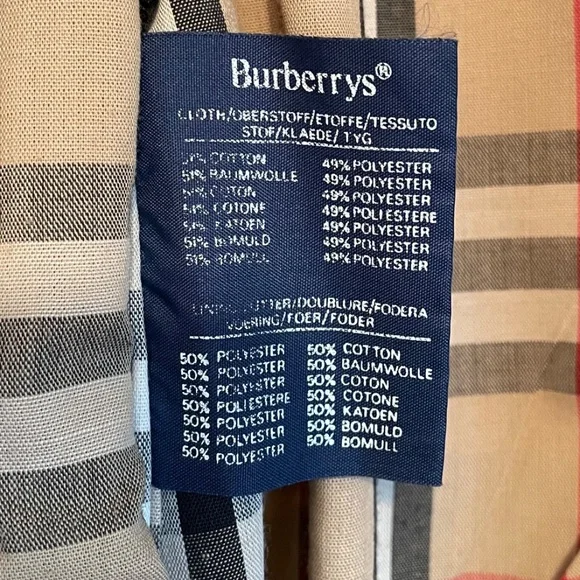 Burberrys®
CLOTH/OBERSTOFF/ETOFFE/TESSUTO
STOF/KLAEDE/TYG
51% COTTON 49% POLYESTER
51% BAUMWOLLE 49% POLYESTER
51% COTON 49% POLYESTER
51% COTONE 49% POLIESTERE
51% KATOEN 49% POLYESTER
51% BOMULD 49% POLYESTER
51% BOMULL 49% POLYESTER
LINING/FUTTER/DOUBLURE/FODERA
VOERING/FOER/FODER
50% POLYESTER 50% COTTON
50% POLYESTER 50% BAUMWOLLE
50% POLYESTER 50% COTON
50% POLIESTERE 50% COTONE
50% POLYESTER 50% KATOEN
50% POLYESTER 50% BOMULD
50% POLYESTER 50% BOMULL